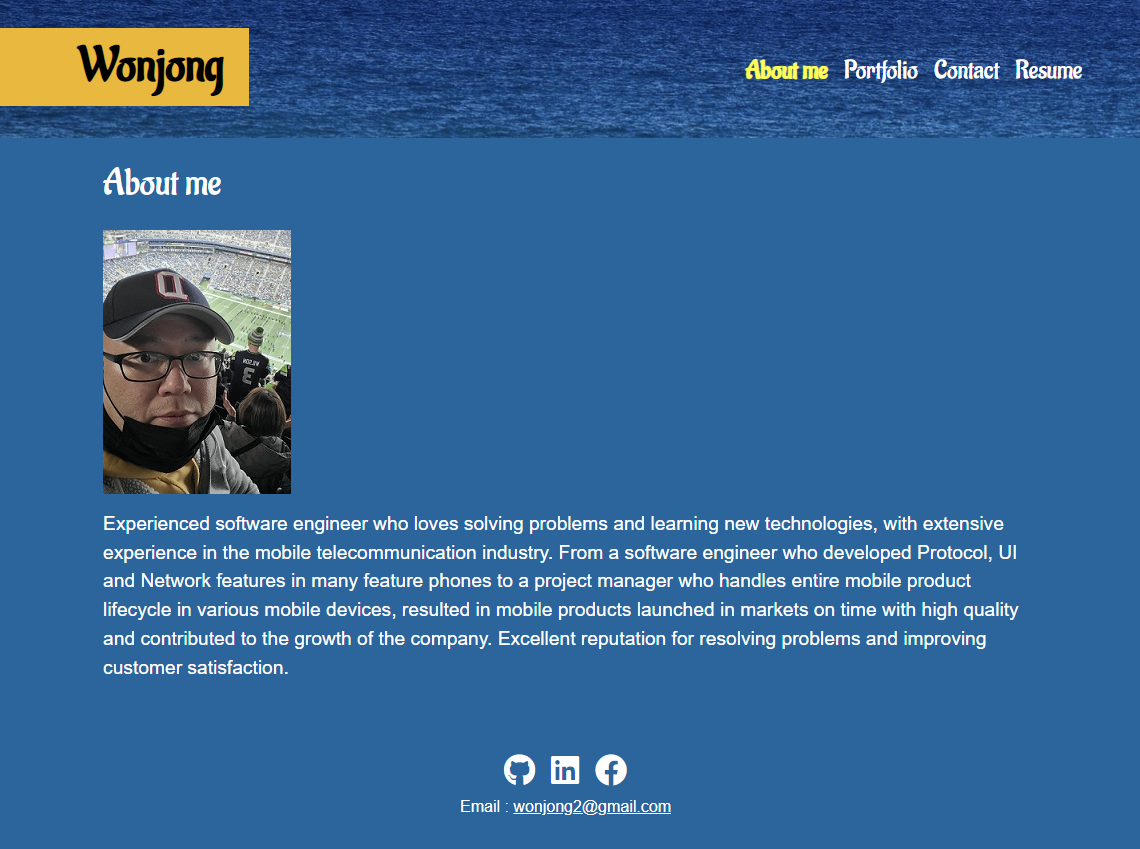 Wonjong
About me Portfolio Contact Resume
About me
Experienced software engineer who loves solving problems and learning new technologies, with extensive
experience in the mobile telecommunication industry. From a software engineer who developed Protocol, UI
and Network features in many feature phones to a project manager who handles entire mobile product
lifecycle in various mobile devices, resulted in mobile products launched in markets on time with high quality
and contributed to the growth of the company. Excellent reputation for resolving problems and improving
customer satisfaction.
in
Email : wonjong2@gmail.com